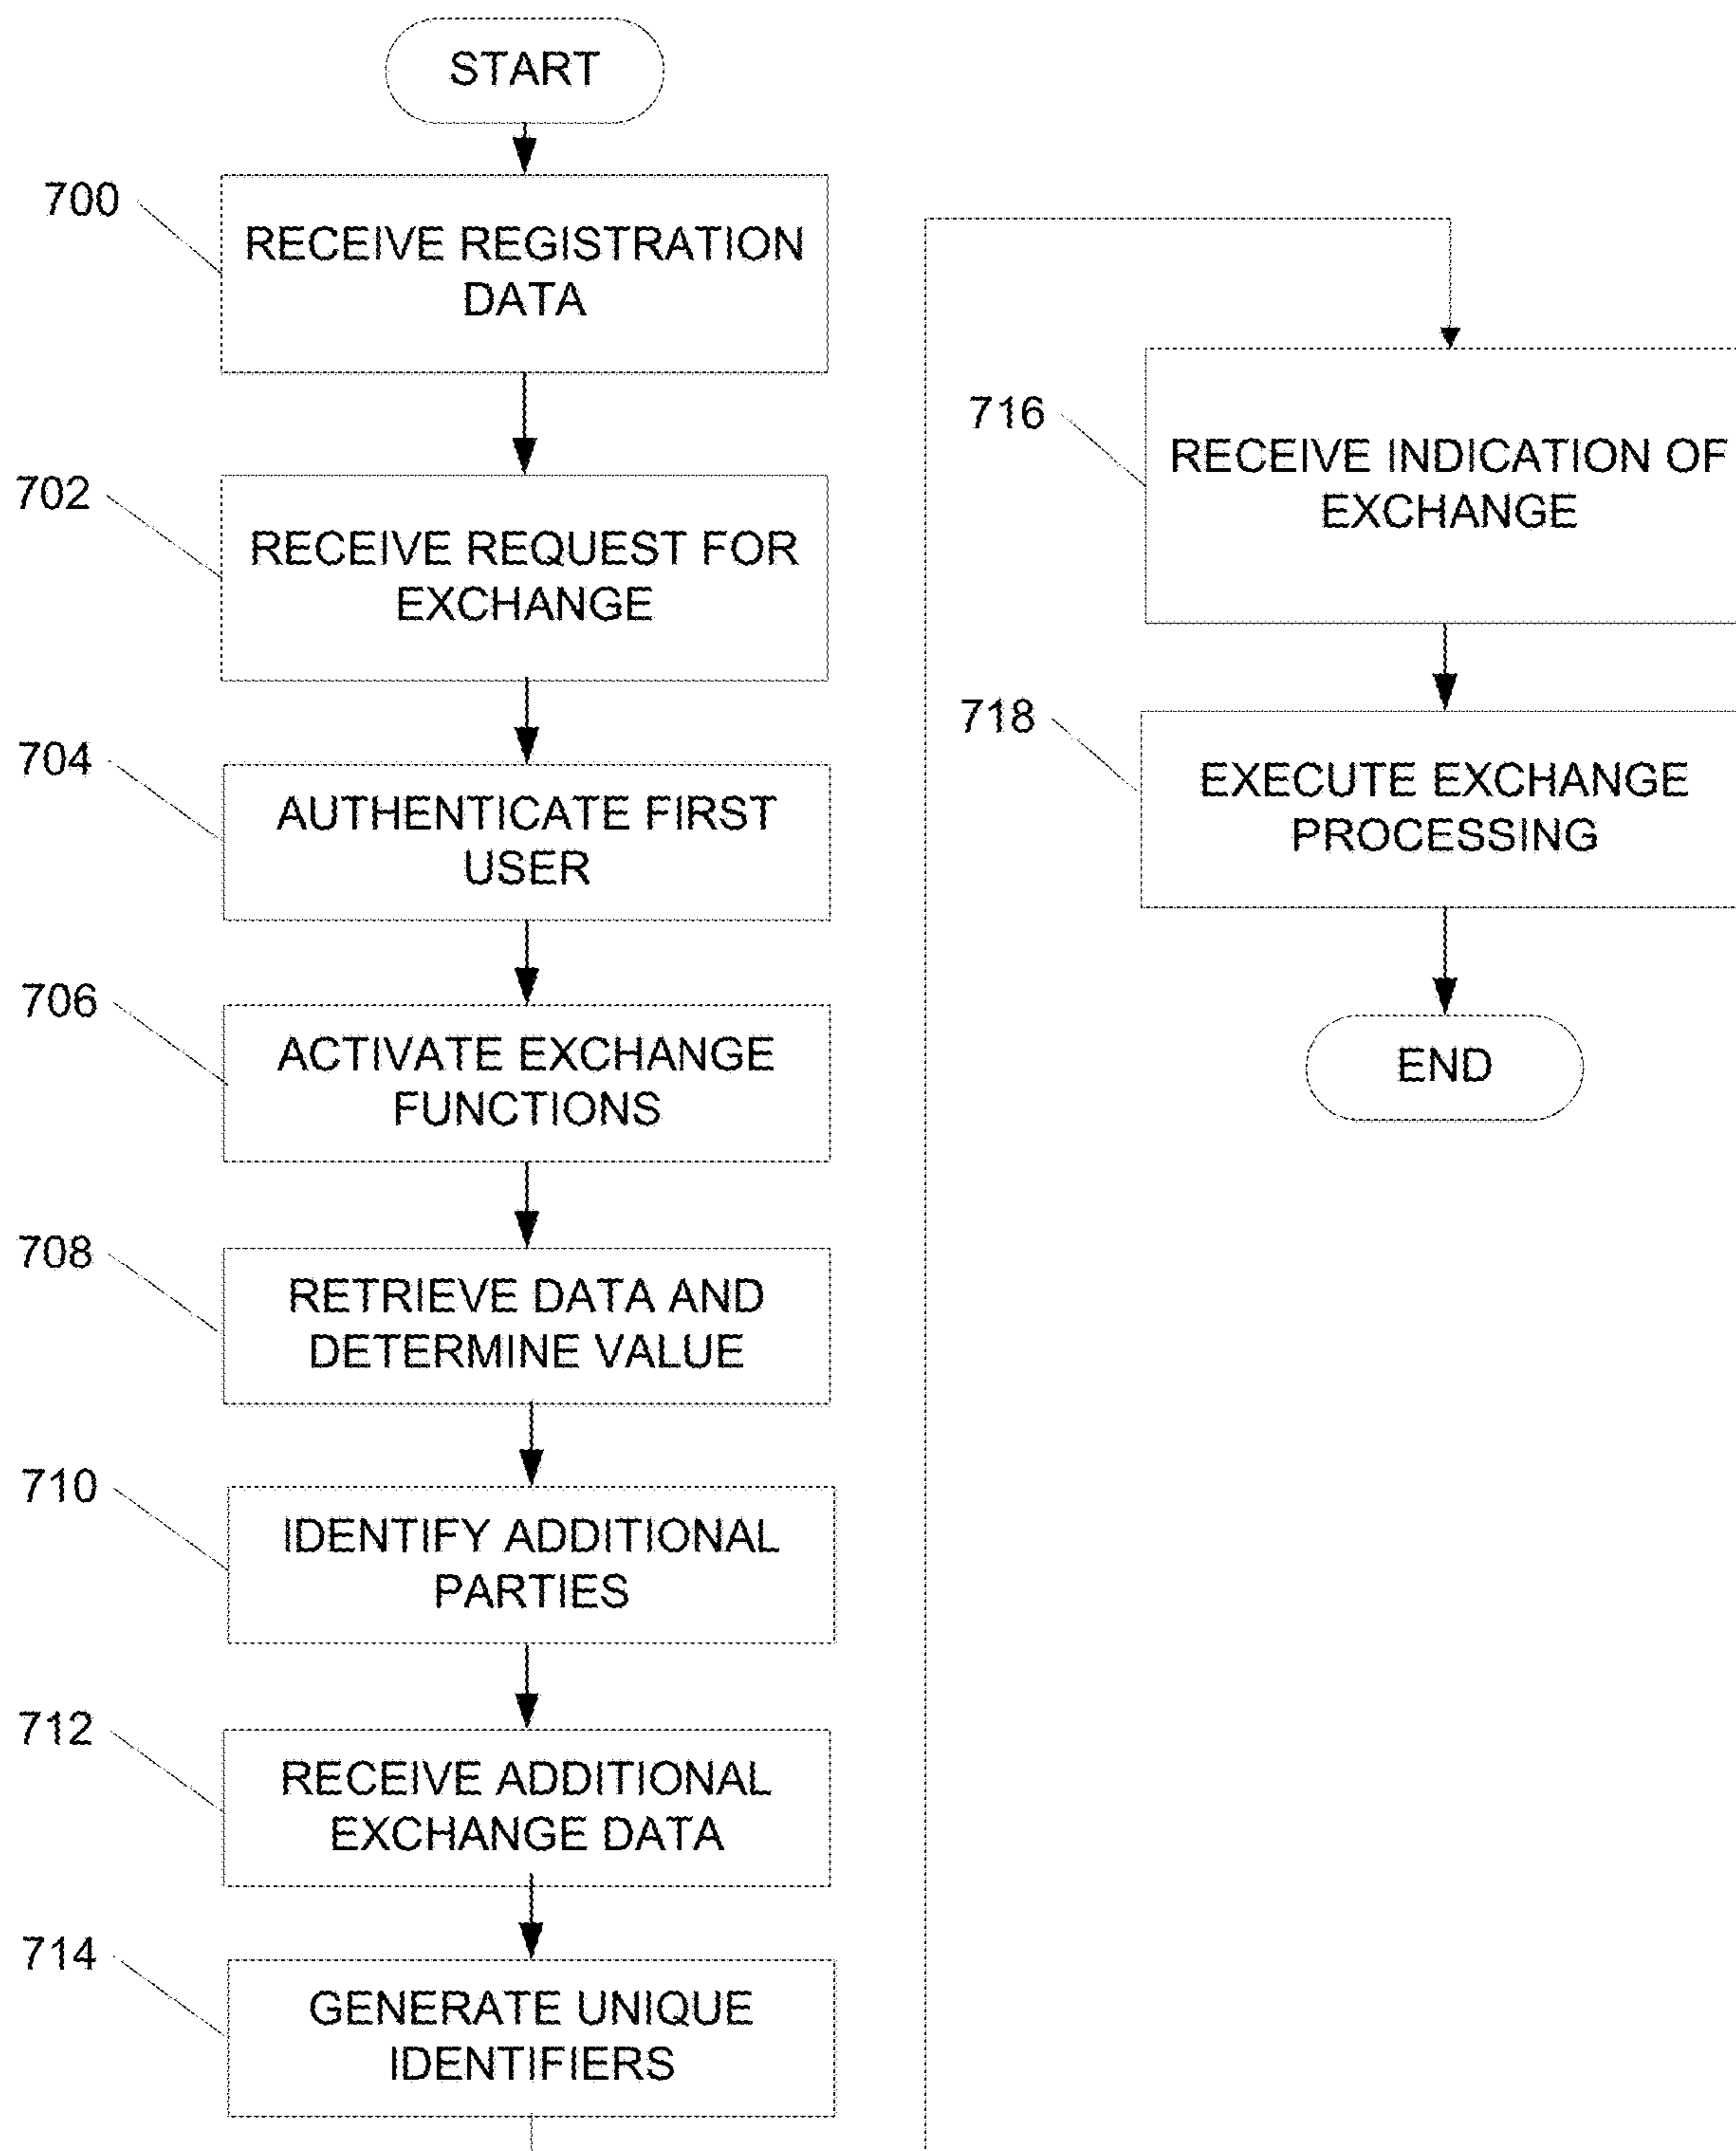 START
700
RECEIVE REGISTRATION
DATA
702
RECEIVE REQUEST FOR
EXCHANGE
704
AUTHENTICATE FIRST
USER
706
ACTIVATE EXCHANGE
FUNCTIONS
708
RETRIEVE DATA AND
DETERMINE VALUE
710
IDENTIFY ADDITIONAL
PARTIES
712
RECEIVE ADDITIONAL
EXCHANGE DATA
714
GENERATE UNIQUE
IDENTIFIERS
716
RECEIVE INDICATION OF
EXCHANGE
718
EXECUTE EXCHANGE
PROCESSING
END